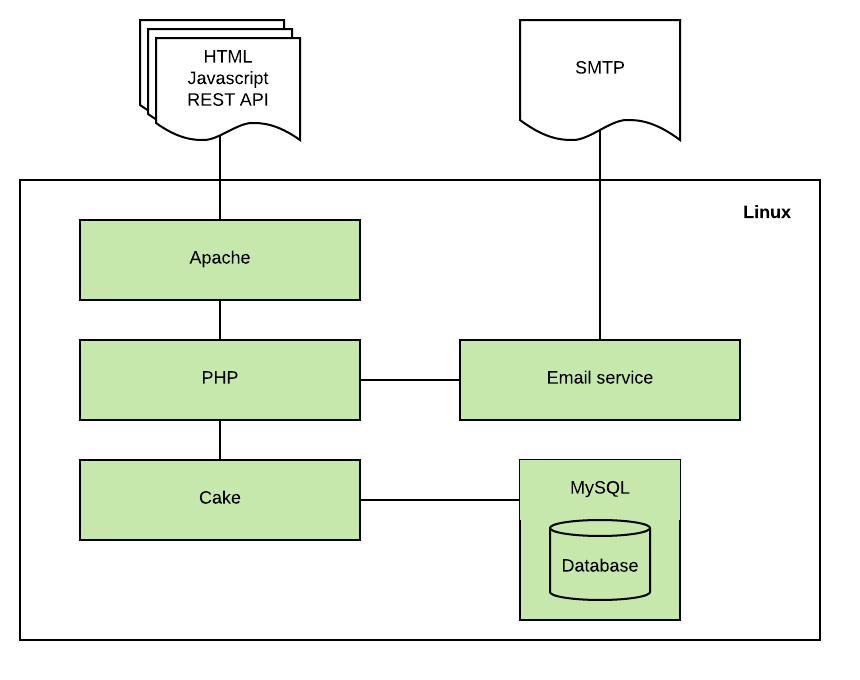 HTML
Javascript
REST API
SMTP
Linux
Apache
PHP
Email service
Cake
MySQL
Database